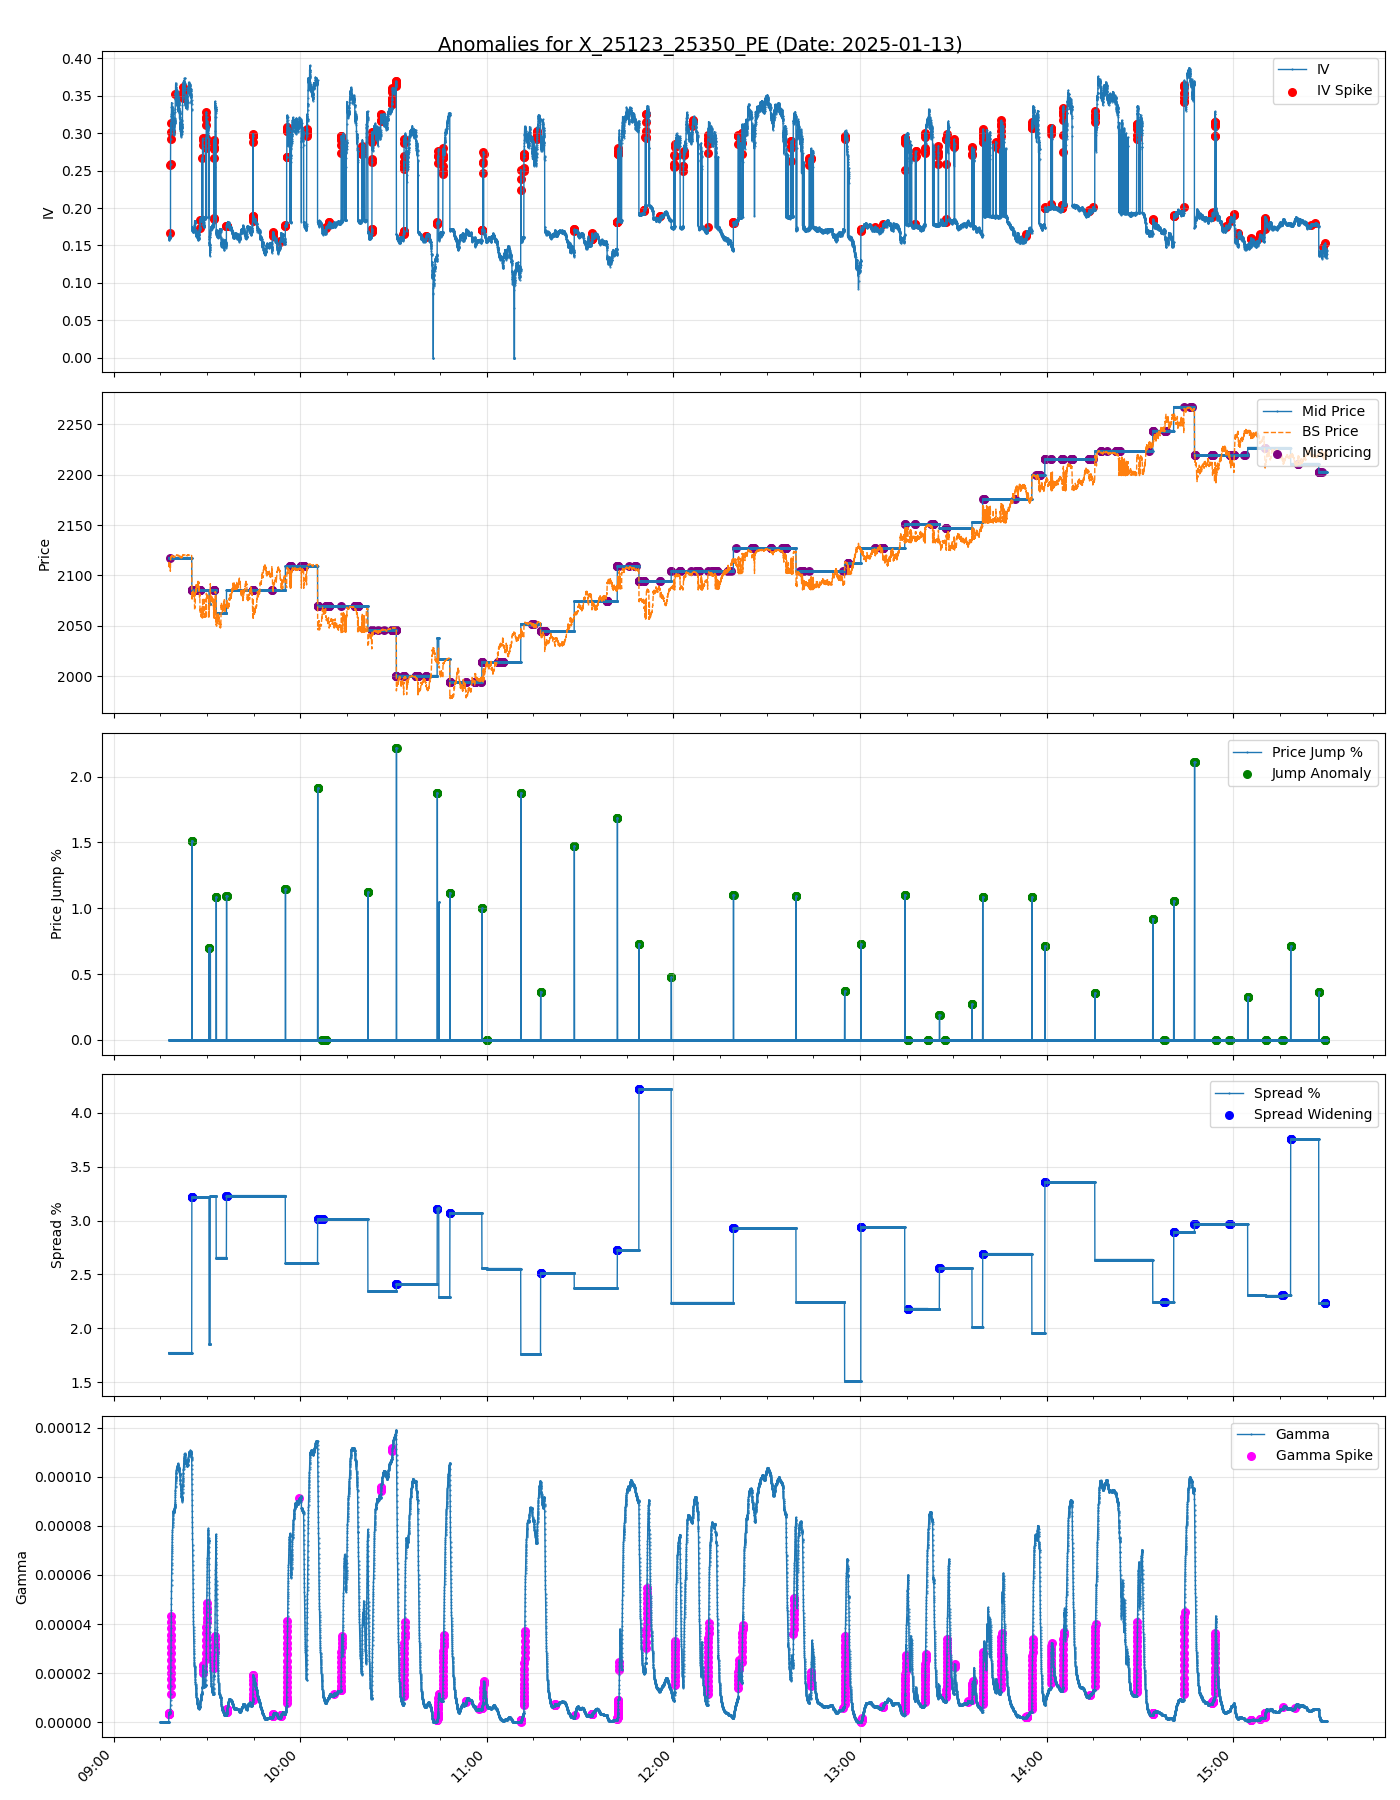 Anomalies for X_25123_25350_PE (Date: 2025-01-13)
0.40
0.35
0.30
0.25
0.20
0.15
0.10
0.05
0.00
IV
IV
IV Spike
2250
2200
2150
2100
2050
2000
Price
Mid Price
BS Price
Mispricing
2.0
1.5
1.0
0.5
0.0
Price Jump %
Price Jump %
Jump Anomaly
4.0
3.5
3.0
2.5
2.0
1.5
Spread %
Spread %
Spread Widening
0.00012
0.00010
0.00008
0.00006
0.00004
0.00002
0.00000
Gamma
Gamma
Gamma Spike
09:00
10:00
11:00
12:00
13:00
14:00
15:00